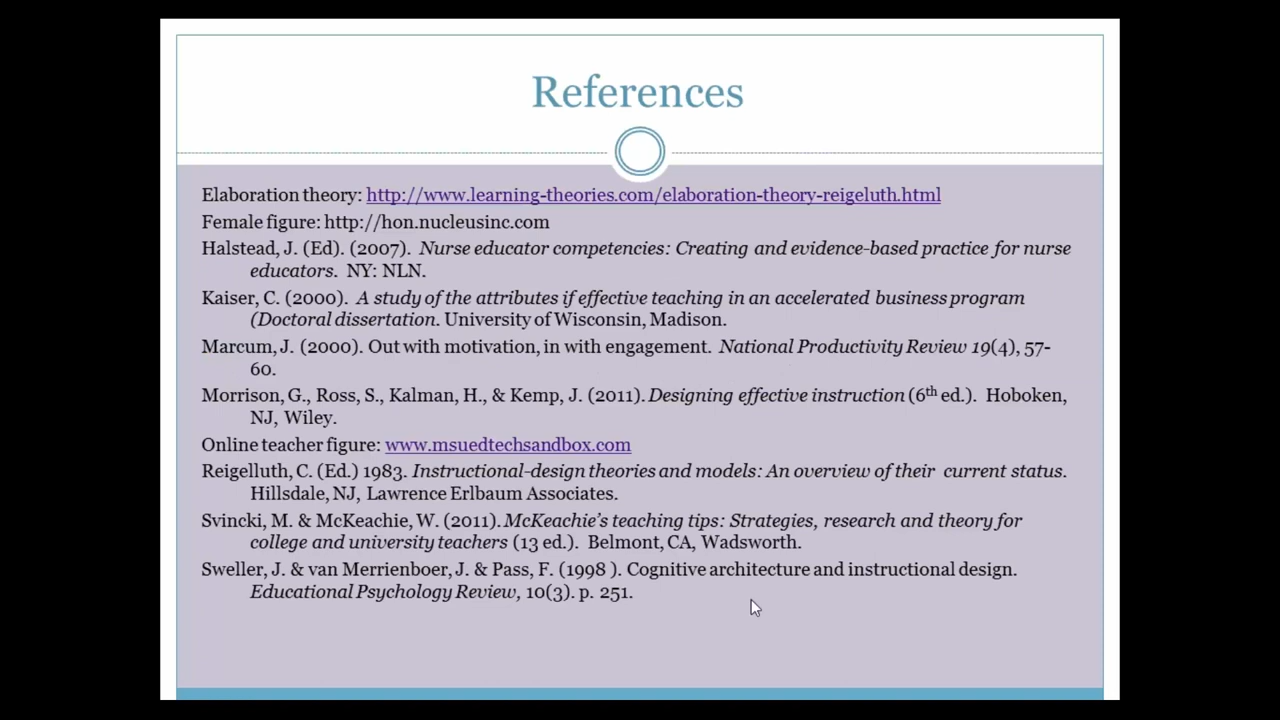 References
Elaboration theory: http://www.learning-theories.com/elaboration-theory-reigeluth.html
Female figure: http://hon.nucleusinc.com
Halstead, J. (Ed). (2007). Nurse educator competencies: Creating and evidence-based practice for nurse
educators. NY: NLN.
Kaiser, C. (2000). A study of the attributes if effective teaching in an accelerated business program
(Doctoral dissertation. University of Wisconsin, Madison.
Marcum, J. (2000). Out with motivation, in with engagement. National Productivity Review 19(4), 57-
60.
Morrison, G., Ross, S., Kalman, H., & Kemp, J. (2011). Designing effective instruction (6th ed.). Hoboken,
NJ, Wiley.
Online teacher figure: www.msuedtechsandbox.com
Reigelluth, C. (Ed.) 1983. Instructional-design theories and models: An overview of their current status.
Hillsdale, NJ, Lawrence Erlbaum Associates.
Svincki, M. & McKeachie, W. (2011). McKeachie's teaching tips: Strategies, research and theory for
college and university teachers (13 ed.). Belmont, CA, Wadsworth.
Sweller, J. & van Merrienboer, J. & Pass, F. (1998 ). Cognitive architecture and instructional design.
Educational Psychology Review, 10(3). p. 251.